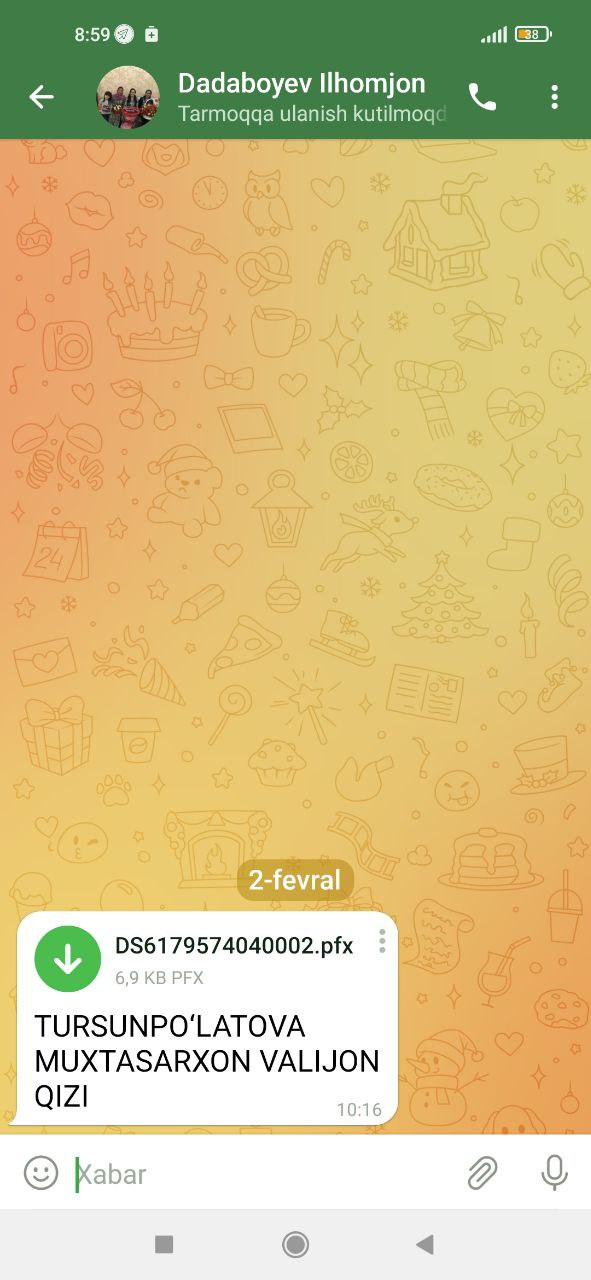 8:59
38
Dadaboyev Ilhomjon
Tarmoqqa ulanish kutilmoqd
24
2-fevral
DS6179574040002.pfx
6,9 KB PFX
TURSUNPO‘LATOVA
MUXTASARXON VALIJON
QIZI
10:16
Xabar